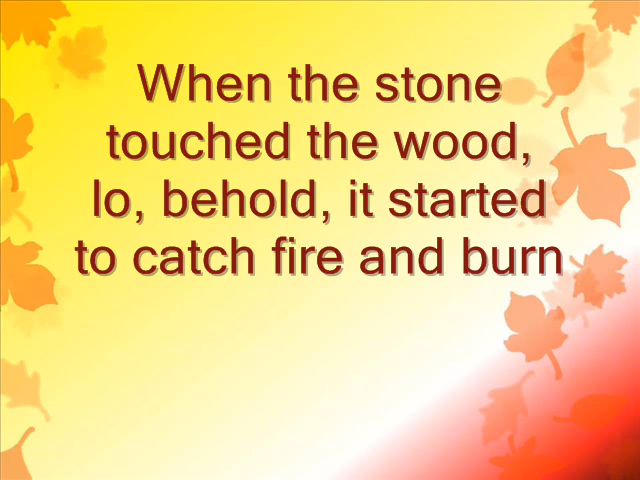 When the stone
touched the wood,
lo, behold, it started
to catch fire and burn